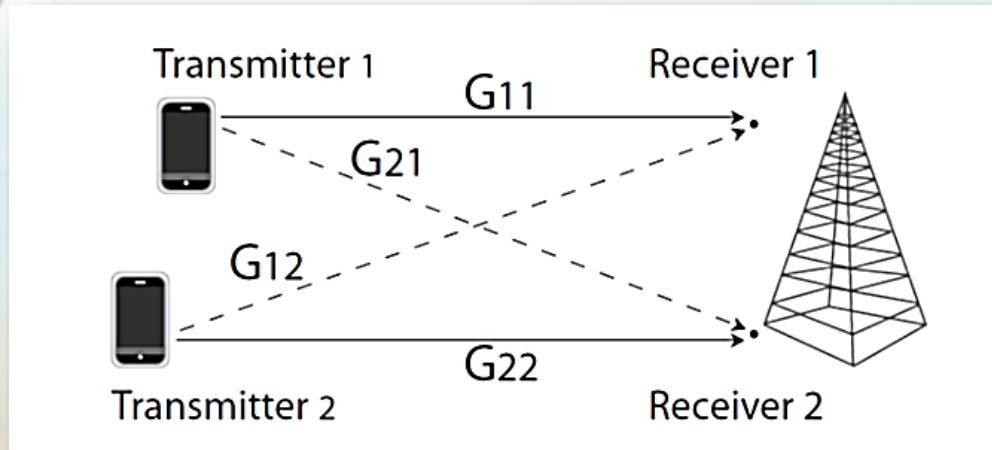 Transmitter 1
Receiver 1
G11
G21
G12
G22
Transmitter 2
Receiver 2